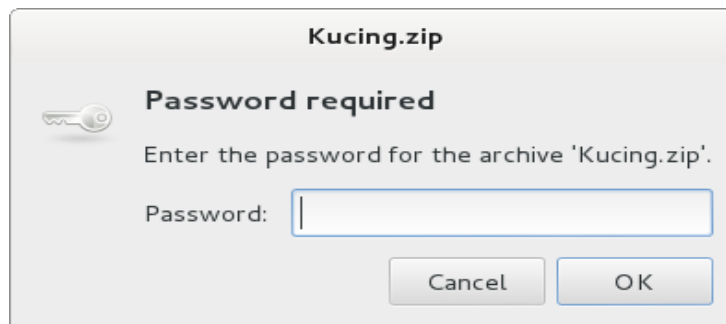 Kucing.zip
Password required
Enter the password for the archive 'Kucing.zip'.
Password:
Cancel OK